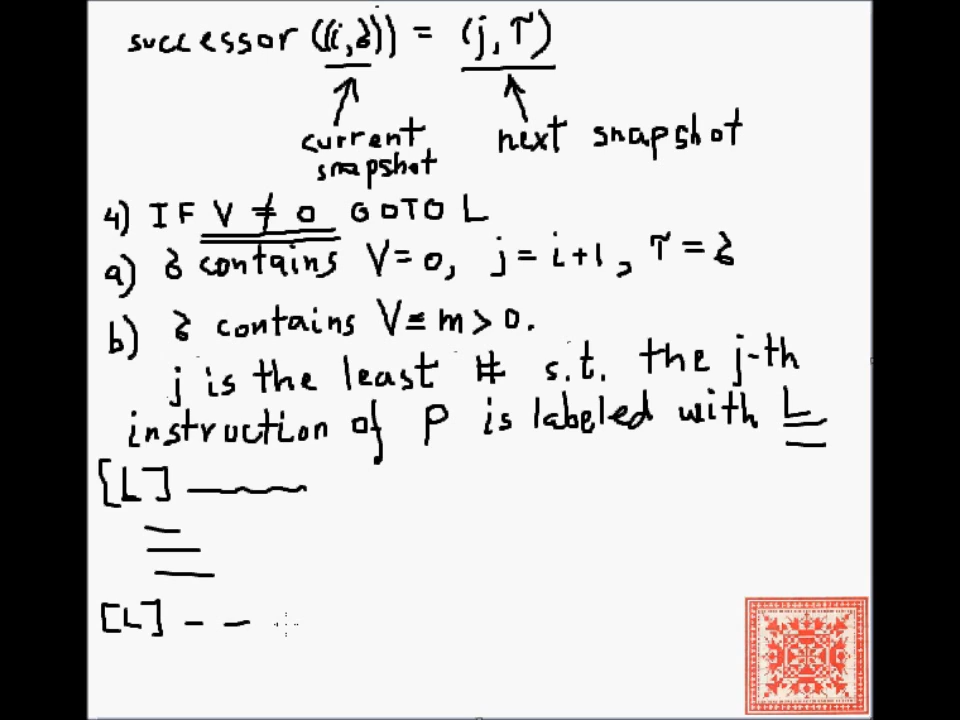 successor ((i, δ)) = (j, τ)
current snapshot
next snapshot
4) IF V ≠ 0 GOTO L
a) δ contains V = 0, j = i+1, τ = δ
b) δ contains V = m > 0.
j is the least # s.t. the j-th
instruction of P is labeled with L
[L]
[L]